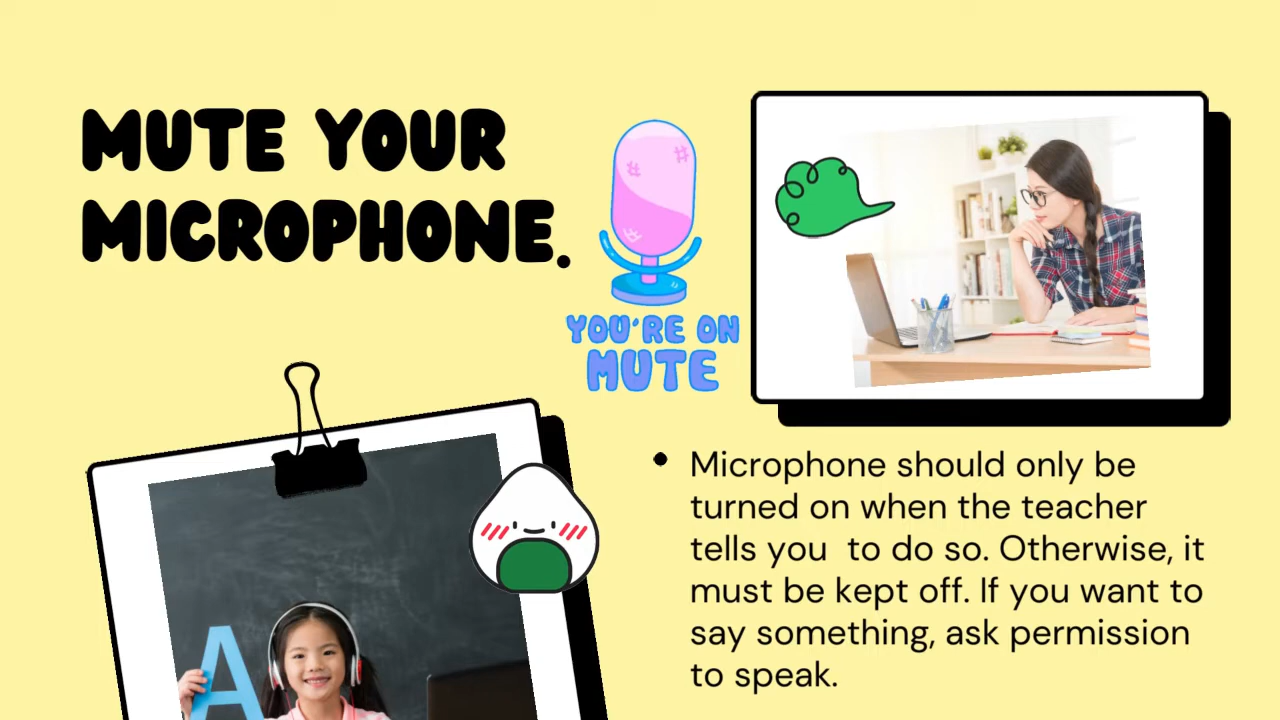 MUTE YOUR
MICROPHONE.
YOU'RE ON
MUTE
• Microphone should only be
turned on when the teacher
tells you  to do so. Otherwise, it
must be kept off. If you want to
say something, ask permission
to speak.
A